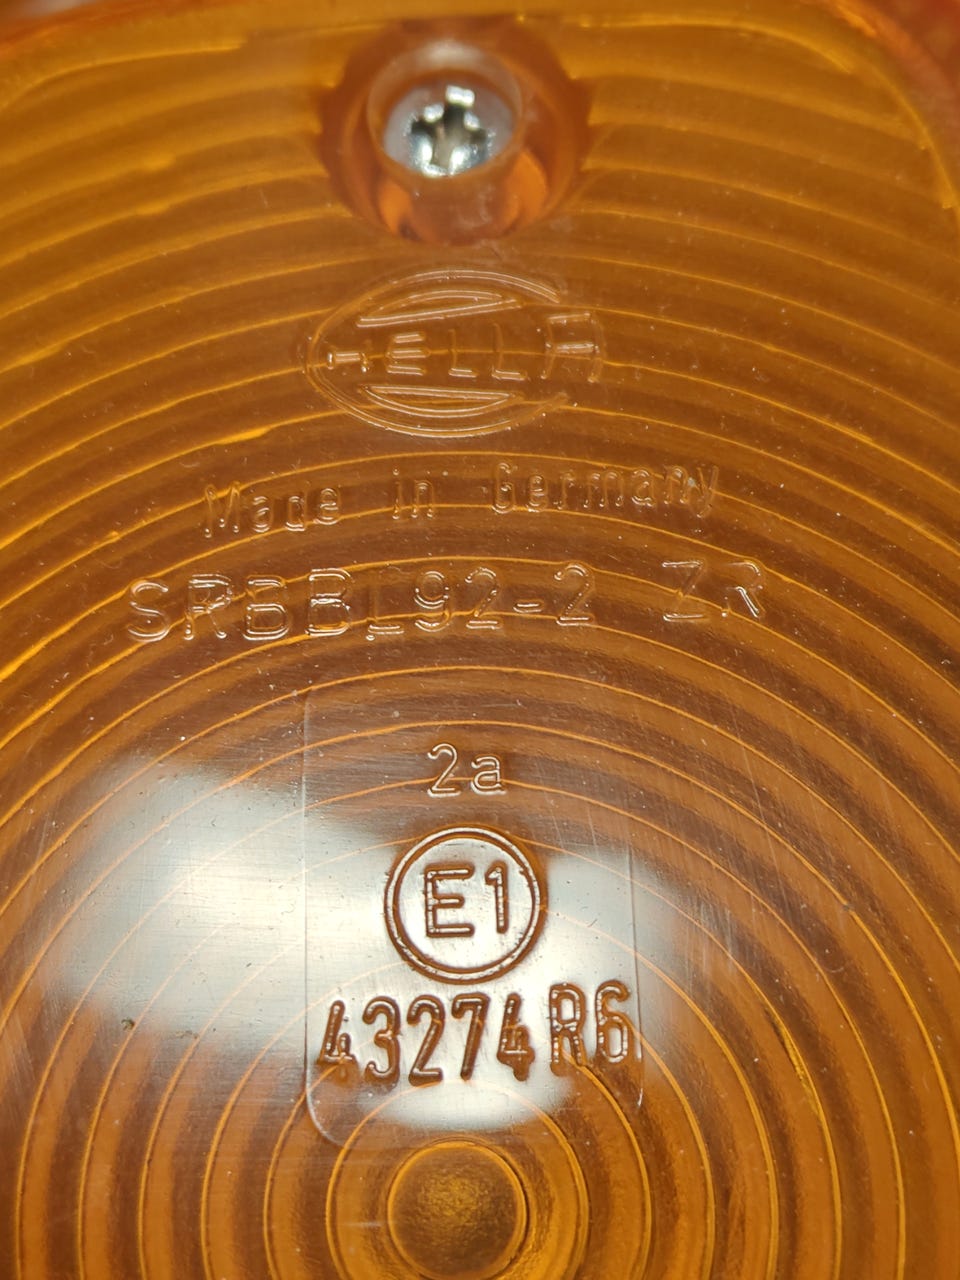 HELLA
Made in Germany
SRBBL92-2 ZR
2a
E1
43274R6